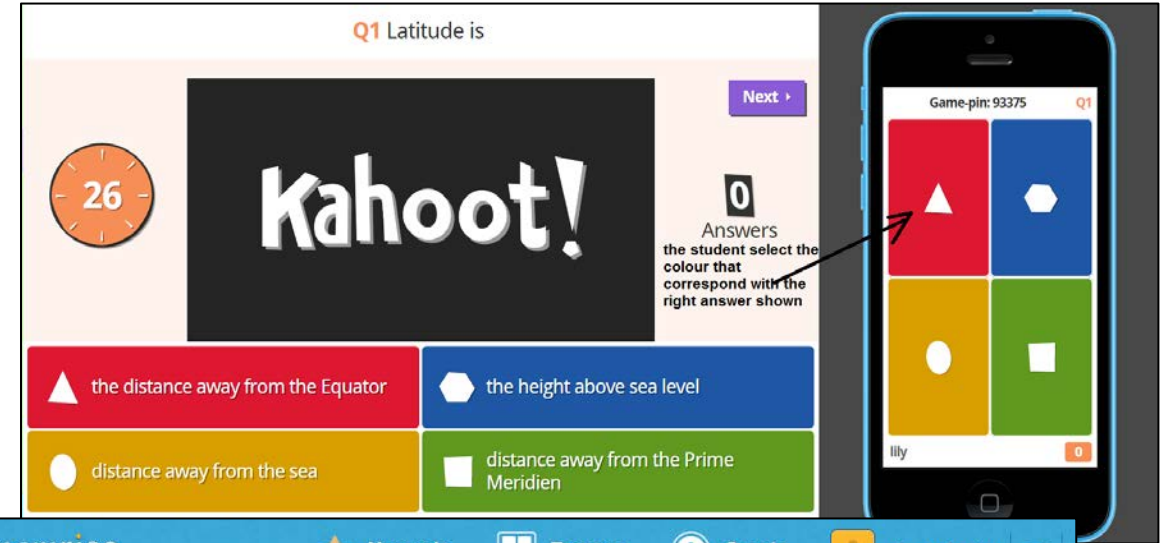 Q1 Latitude is
Next
26
Kahoot!
0
Answers
the student select the
colour that
correspond with the
right answer shown
the distance away from the Equator
the height above sea level
distance away from the sea
distance away from the Prime
Meridien
Game-pin: 93375
Q1
lily
0